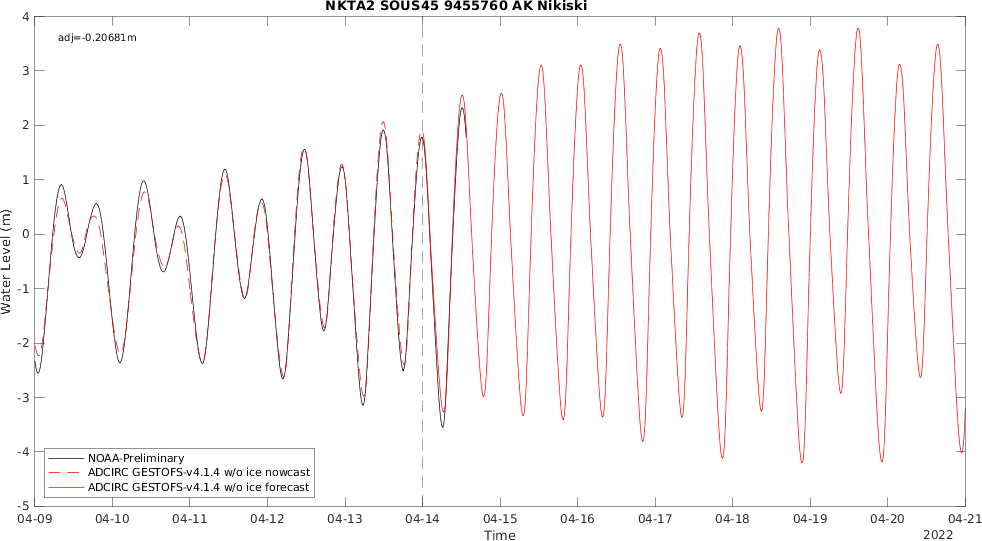 NKTA2 SOUS45 9455760 AK Nikiski
adj=-0.20681m
4
3
2
1
0
-1
-2
-3
-4
-5
Water Level (m)
NOAA-Preliminary
ADCIRC GESTOFS-v4.1.4 w/o ice nowcast
ADCIRC GESTOFS-v4.1.4 w/o ice forecast
04-09 04-10 04-11 04-12 04-13 04-14 04-15 04-16 04-17 04-18 04-19 04-20 04-21
Time
2022